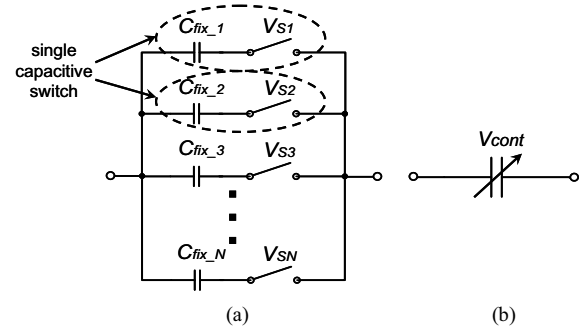 Cfix_1 VS1
single
capacitive
switch
Cfix_2 VS2
Cfix_3 VS3
Vcont
Cfix_N VSN
(a) (b)